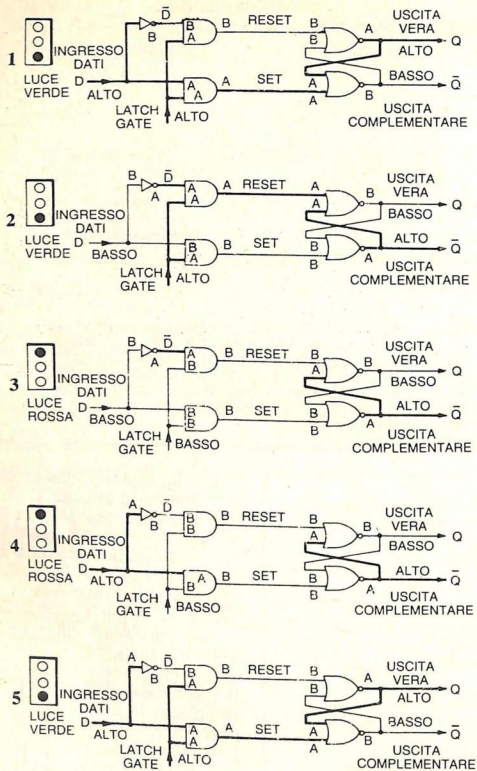 1
LUCE
VERDE
INGRESSO
DATI
D
ALTO
D̄
B
B
A
B
RESET
A
A
A
SET
LATCH
GATE
ALTO
B
B
A
A
A
B
USCITA
VERA
ALTO
Q
BASSO
Q̄
USCITA
COMPLEMENTARE
2
LUCE
VERDE
INGRESSO
DATI
D
BASSO
B
D̄
A
A
A
A
RESET
B
A
B
SET
LATCH
GATE
ALTO
A
B
A
B
B
A
USCITA
VERA
BASSO
Q
ALTO
Q̄
USCITA
COMPLEMENTARE
3
LUCE
ROSSA
INGRESSO
DATI
D
BASSO
B
D̄
A
A
B
B
RESET
B
B
B
SET
LATCH
GATE
BASSO
B
A
B
B
B
A
USCITA
VERA
BASSO
Q
ALTO
Q̄
USCITA
COMPLEMENTARE
4
LUCE
ROSSA
INGRESSO
DATI
D
ALTO
A
D̄
B
B
B
B
RESET
A
B
SET
LATCH
GATE
BASSO
B
A
B
B
B
A
USCITA
VERA
BASSO
Q
ALTO
Q̄
USCITA
COMPLEMENTARE
5
LUCE
VERDE
INGRESSO
DATI
D
ALTO
A
D̄
B
B
A
B
RESET
A
A
A
SET
LATCH
GATE
ALTO
B
B
A
A
A
B
USCITA
VERA
ALTO
Q
BASSO
Q̄
USCITA
COMPLEMENTARE